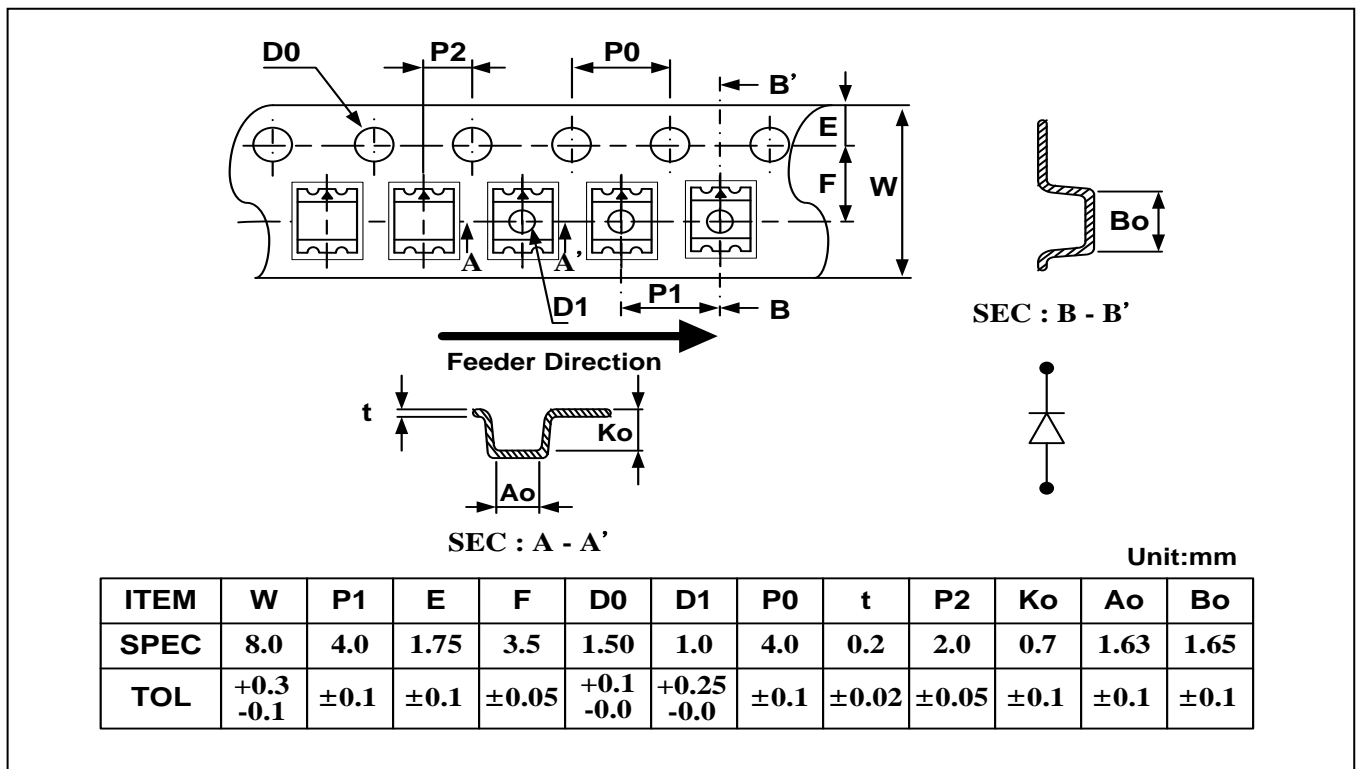 D0
P2
P0
B’
E
F
W
A
A’
D1
P1
B
Feeder Direction
Bo
SEC : B - B’
t
Ko
Ao
SEC : A - A’
Unit:mm
ITEM W P1 E F D0 D1 P0 t P2 Ko Ao Bo
SPEC 8.0 4.0 1.75 3.5 1.50 1.0 4.0 0.2 2.0 0.7 1.63 1.65
TOL +0.3 -0.1 ±0.1 ±0.1 ±0.05 +0.1 -0.0 +0.25 -0.0 ±0.1 ±0.02 ±0.05 ±0.1 ±0.1 ±0.1